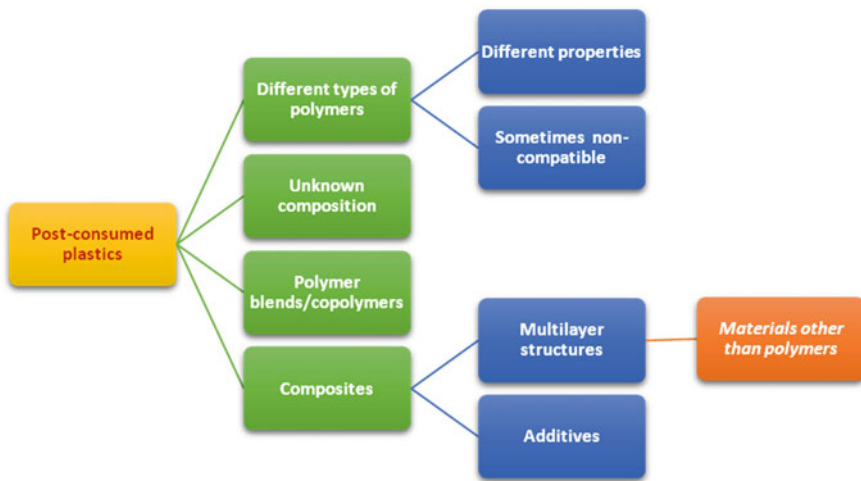 Post-consumed
plastics
Different types of
polymers
Unknown
composition
Polymer
blends/copolymers
Composites
Different properties
Sometimes non-
compatible
Multilayer
structures
Additives
Materials other
than polymers